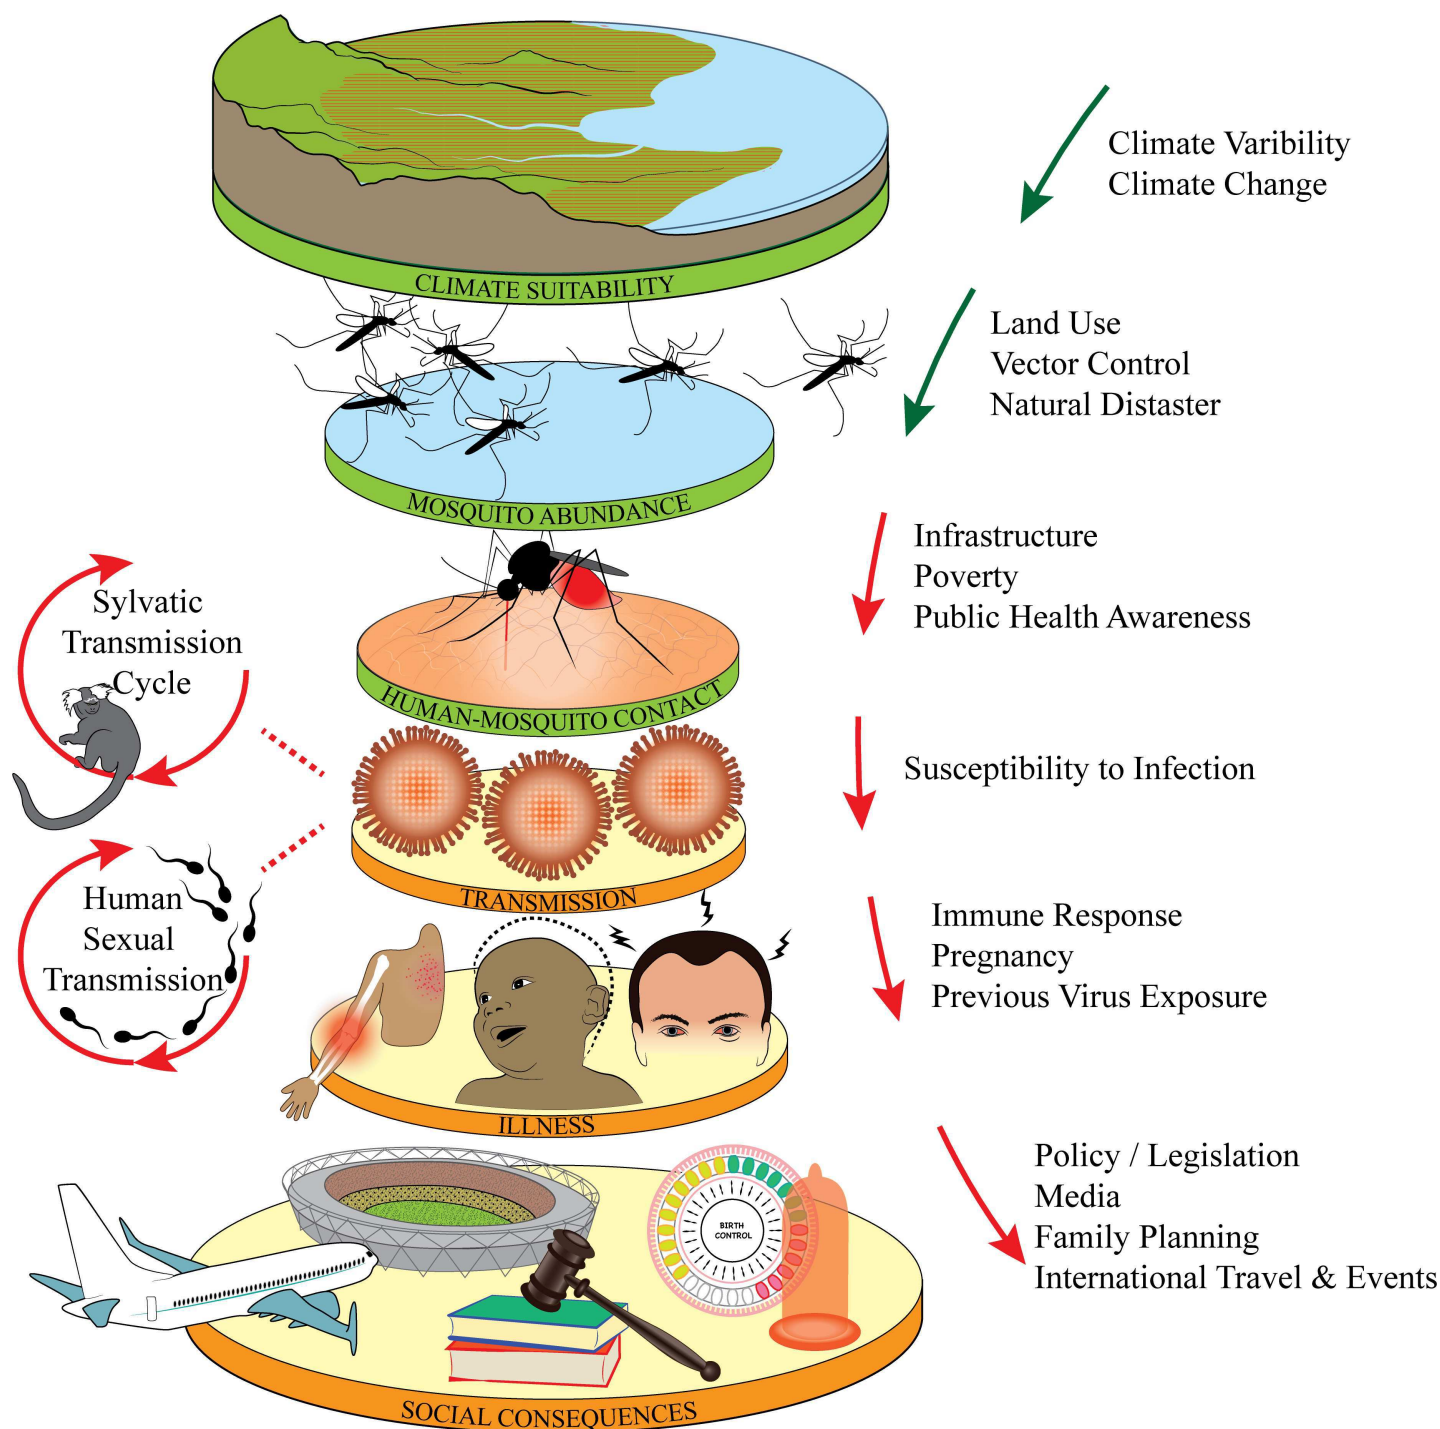 Climate Varibility
Climate Change
CLIMATE SUITABILITY
Land Use
Vector Control
Natural Distaster
MOSQUITO ABUNDANCE
Infrastructure
Poverty
Public Health Awareness
Sylvatic
Transmission
Cycle
HUMAN-MOSQUITO CONTACT
Susceptibility to Infection
TRANSMISSION
Human
Sexual
Transmission
Immune Response
Pregnancy
Previous Virus Exposure
ILLNESS
Policy / Legislation
Media
Family Planning
International Travel & Events
BIRTH
CONTROL
SOCIAL CONSEQUENCES